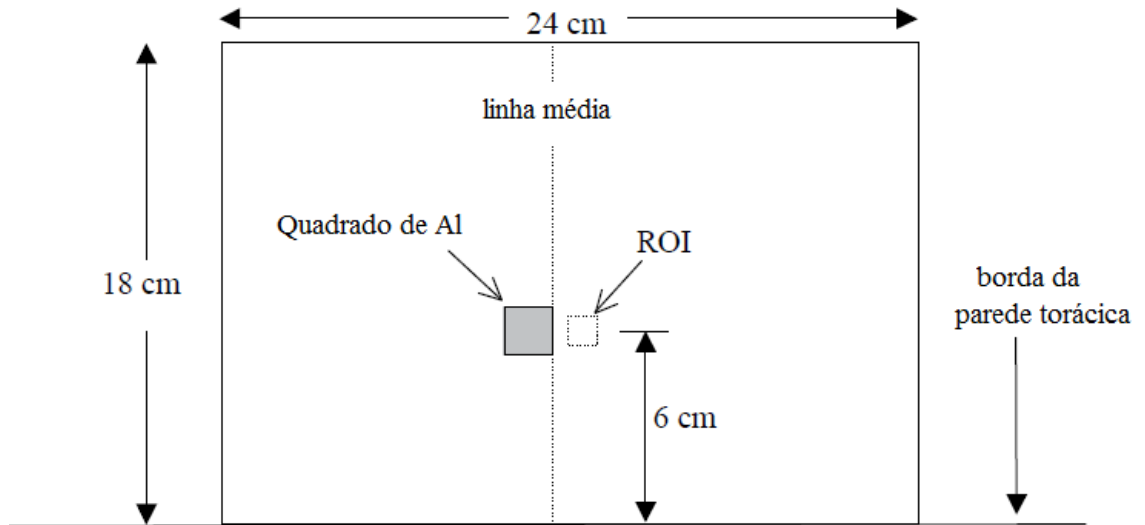 24 cm
linha média
Quadrado de Al
ROI
18 cm
borda da
parede torácica
6 cm